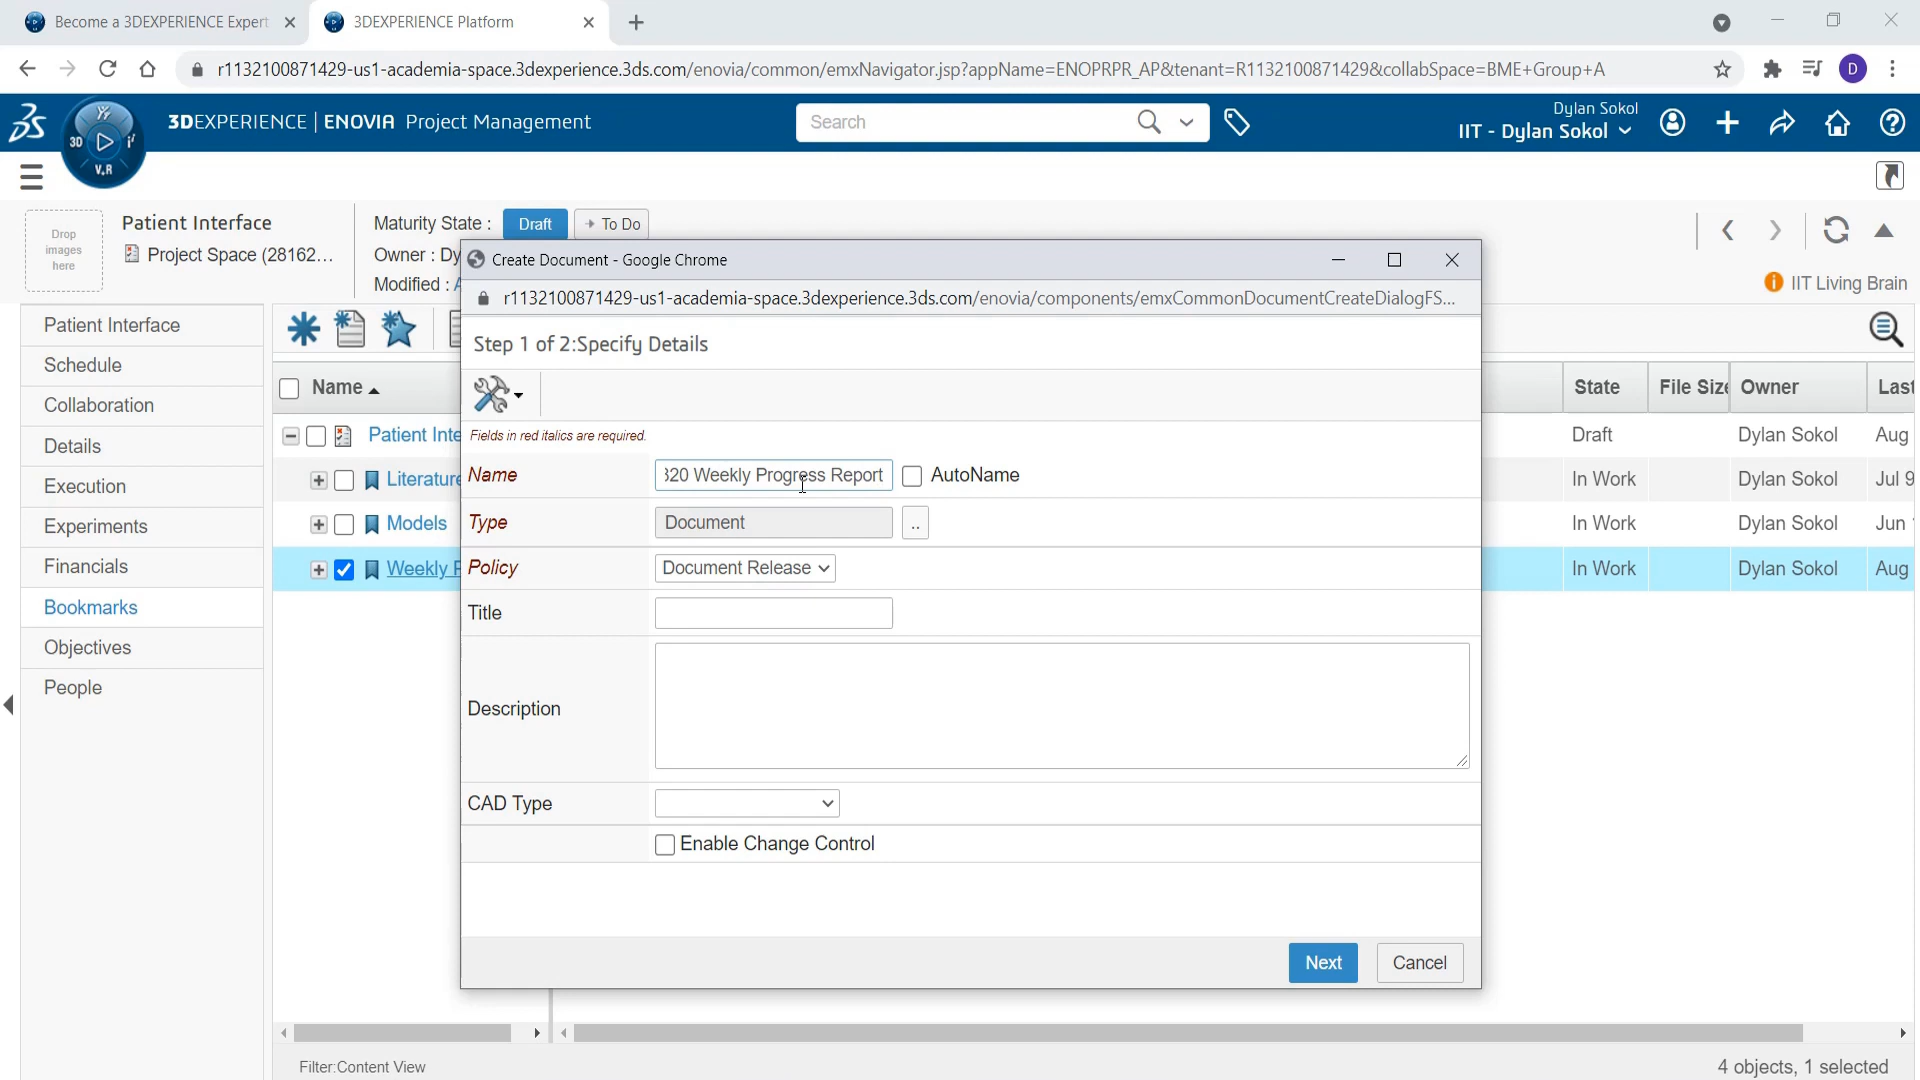 Become a 3DEXPERIENCE Expert
3DEXPERIENCE Platform
r1132100871429-us1-academia-space.3dexperience.3ds.com/enovia/common/emxNavigator.jsp?appName=ENOPRPR_AP&tenant=R1132100871429&collabSpace=BME+Group+A
D
3D
V.R
3DEXPERIENCE | ENOVIA Project Management
Search
Dylan Sokol
IIT - Dylan Sokol
Drop images here
Patient Interface
Project Space (28162...
Maturity State : Draft To Do
Owner : Dy
Modified : A
IIT Living Brain
Create Document - Google Chrome
r1132100871429-us1-academia-space.3dexperience.3ds.com/enovia/components/emxCommonDocumentCreateDialogFS...
Patient Interface
Schedule
Collaboration
Details
Execution
Experiments
Financials
Bookmarks
Objectives
People
Name
Patient Inte
Literature
Models
Weekly P
Step 1 of 2:Specify Details
Fields in red italics are required.
Name 320 Weekly Progress Report AutoName
Type Document ..
Policy Document Release
Title
Description
CAD Type
Enable Change Control
Next Cancel
State File Size Owner Last
Draft Dylan Sokol Aug
In Work Dylan Sokol Jul 9
In Work Dylan Sokol Jun
In Work Dylan Sokol Aug
Filter:Content View
4 objects, 1 selected